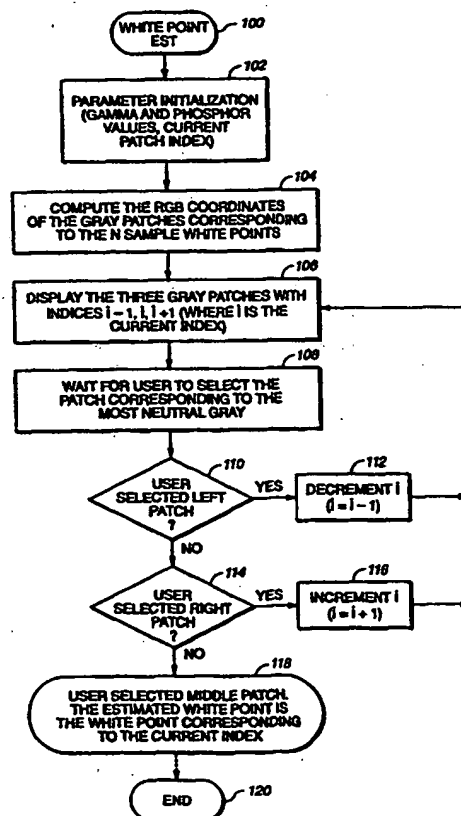 WHITE POINT
EST
100
102
PARAMETER INITIALIZATION
(GAMMA AND PHOSPHOR
VALUES, CURRENT
PATCH INDEX)
104
COMPUTE THE RGB COORDINATES
OF THE GRAY PATCHES CORRESPONDING
TO THE N SAMPLE WHITE POINTS
106
DISPLAY THE THREE GRAY PATCHES WITH
INDICES i-1, i, i+1 (WHERE i IS THE
CURRENT INDEX)
108
WAIT FOR USER TO SELECT THE
PATCH CORRESPONDING TO THE
MOST NEUTRAL GRAY
110
USER
SELECTED LEFT
PATCH
?
YES
112
DECREMENT i
(i = i-1)
NO
114
USER
SELECTED RIGHT
PATCH
?
YES
116
INCREMENT i
(i = i+1)
NO
118
USER SELECTED MIDDLE PATCH.
THE ESTIMATED WHITE POINT IS
THE WHITE POINT CORRESPONDING
TO THE CURRENT INDEX
END
120